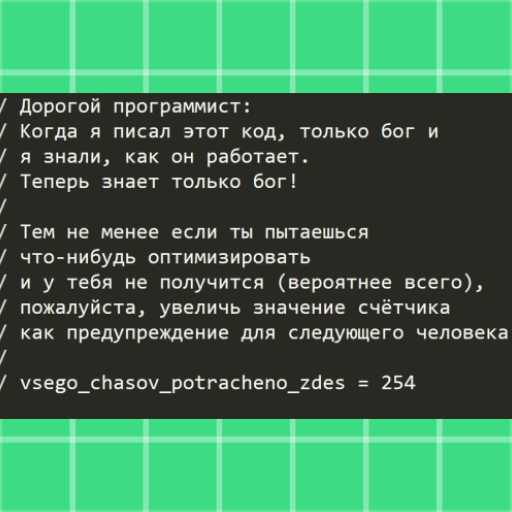 / Дорогой программист:
/ Когда я писал этот код, только бог и
/ я знали, как он работает.
/ Теперь знает только бог!
/
/ Тем не менее если ты пытаешься
/ что-нибудь оптимизировать
/ и у тебя не получится (вероятнее всего),
/ пожалуйста, увеличь значение счётчика
/ как предупреждение для следующего человека
/
/ vsego_chasov_potracheno_zdes = 254